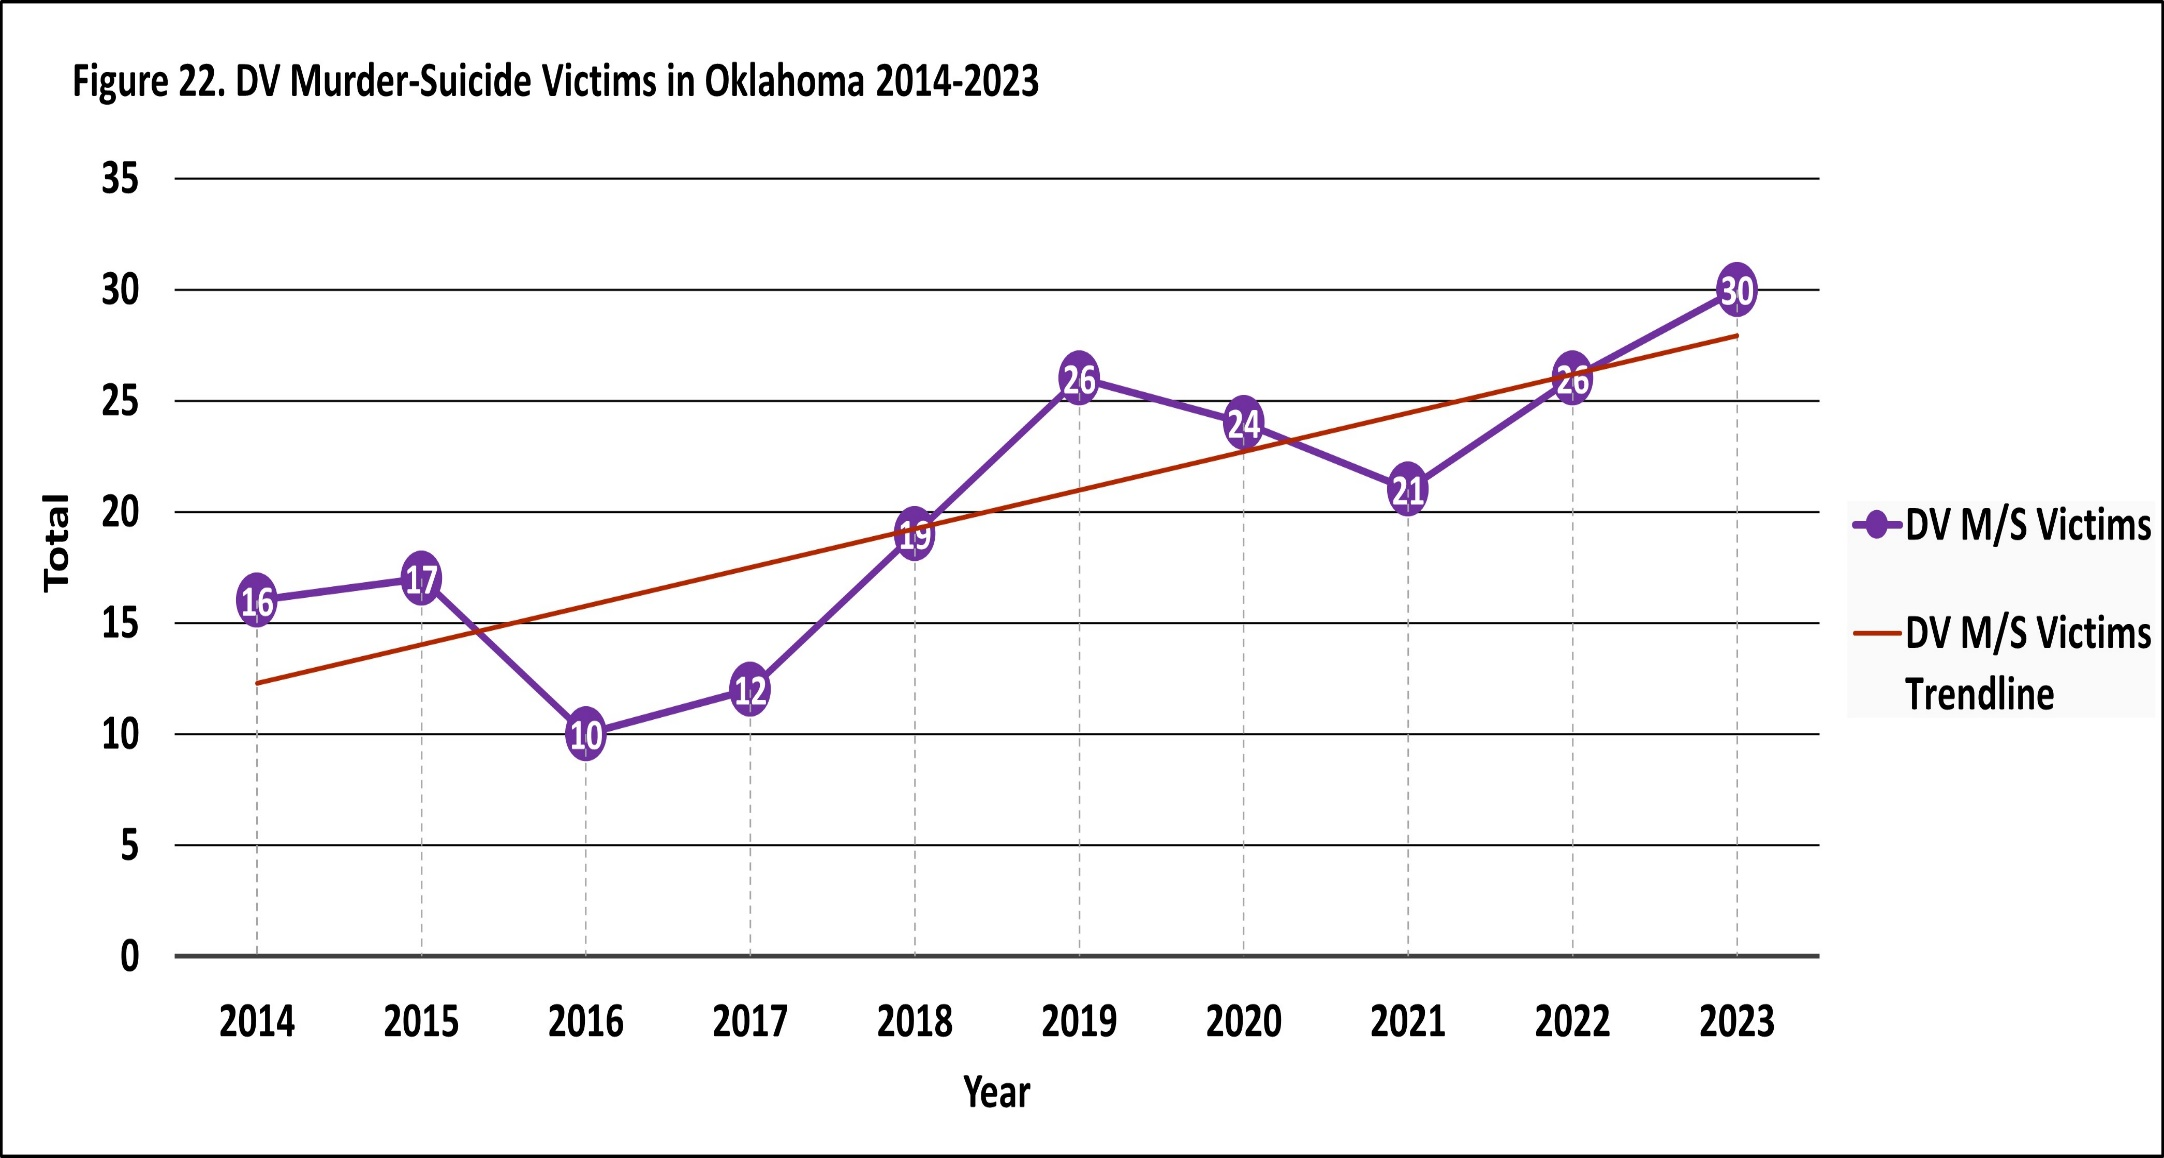 Figure 22. DV Murder-Suicide Victims in Oklahoma 2014-2023
35
30
25
20
15
10
5
0
Total
16
17
10
12
19
26
24
21
26
30
2014 2015 2016 2017 2018 2019 2020 2021 2022 2023
Year
DV M/S Victims
DV M/S Victims
Trendline